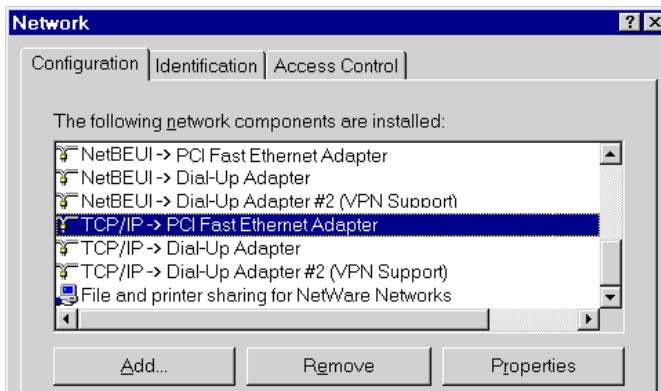 Network
Configuration Identification Access Control
The following network components are installed:
NetBEUI -> PCI Fast Ethernet Adapter
NetBEUI -> Dial-Up Adapter
NetBEUI -> Dial-Up Adapter #2 (VPN Support)
TCP/IP -> PCI Fast Ethernet Adapter
TCP/IP -> Dial-Up Adapter
TCP/IP -> Dial-Up Adapter #2 (VPN Support)
File and printer sharing for NetWare Networks
Add... Remove Properties